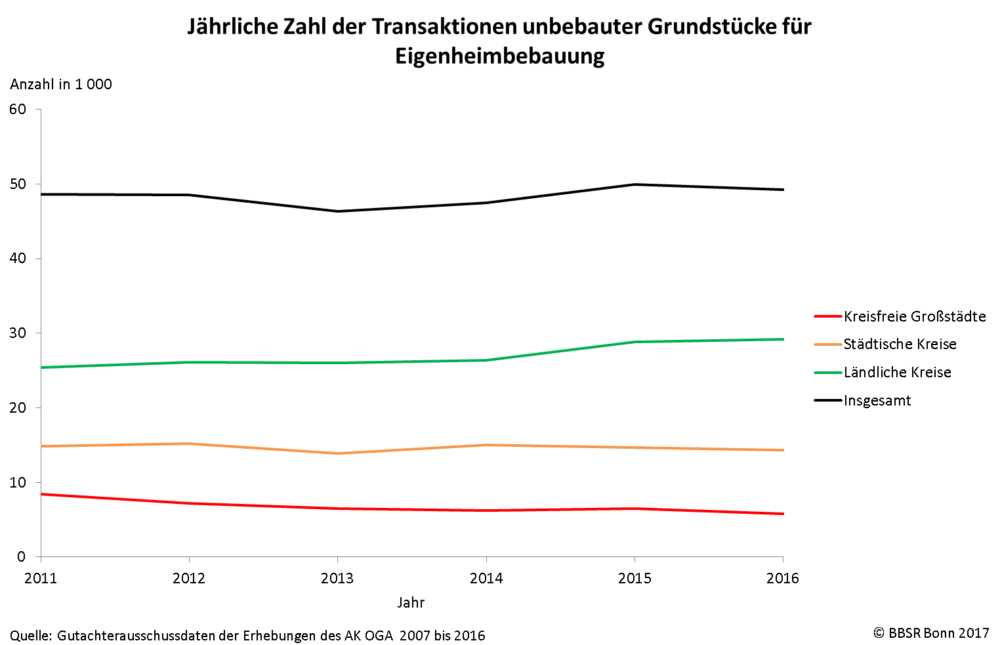 Jährliche Zahl der Transaktionen unbebauter Grundstücke für
Eigenheimbebauung
Anzahl in 1 000
60
50
40
30
20
10
0
2011 2012 2013 2014 2015 2016
Jahr
Kreisfreie Großstädte
Städtische Kreise
Ländliche Kreise
Insgesamt
Quelle: Gutachterausschussdaten der Erhebungen des AK OGA 2007 bis 2016
© BBSR Bonn 2017